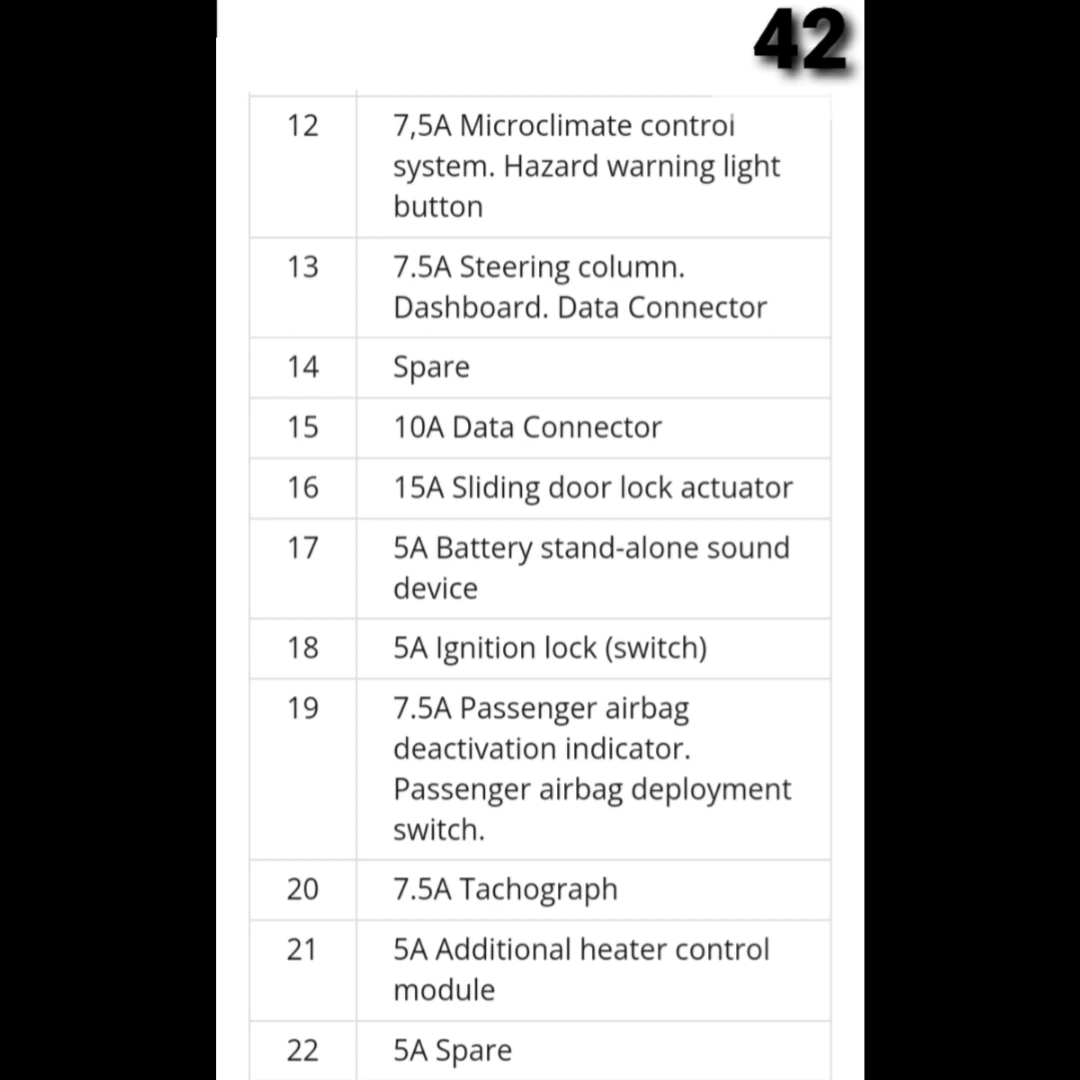 42
12 7,5A Microclimate control
system. Hazard warning light
button
13 7.5A Steering column.
Dashboard. Data Connector
14 Spare
15 10A Data Connector
16 15A Sliding door lock actuator
17 5A Battery stand-alone sound
device
18 5A Ignition lock (switch)
19 7.5A Passenger airbag
deactivation indicator.
Passenger airbag deployment
switch.
20 7.5A Tachograph
21 5A Additional heater control
module
22 5A Spare